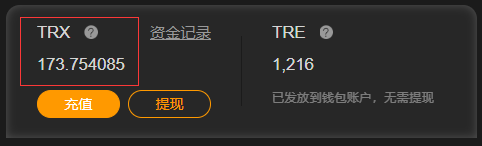 TRX ? 资金记录
173.754085
充值 提现
TRE ?
1,216
已发放到钱包账户，无需提现